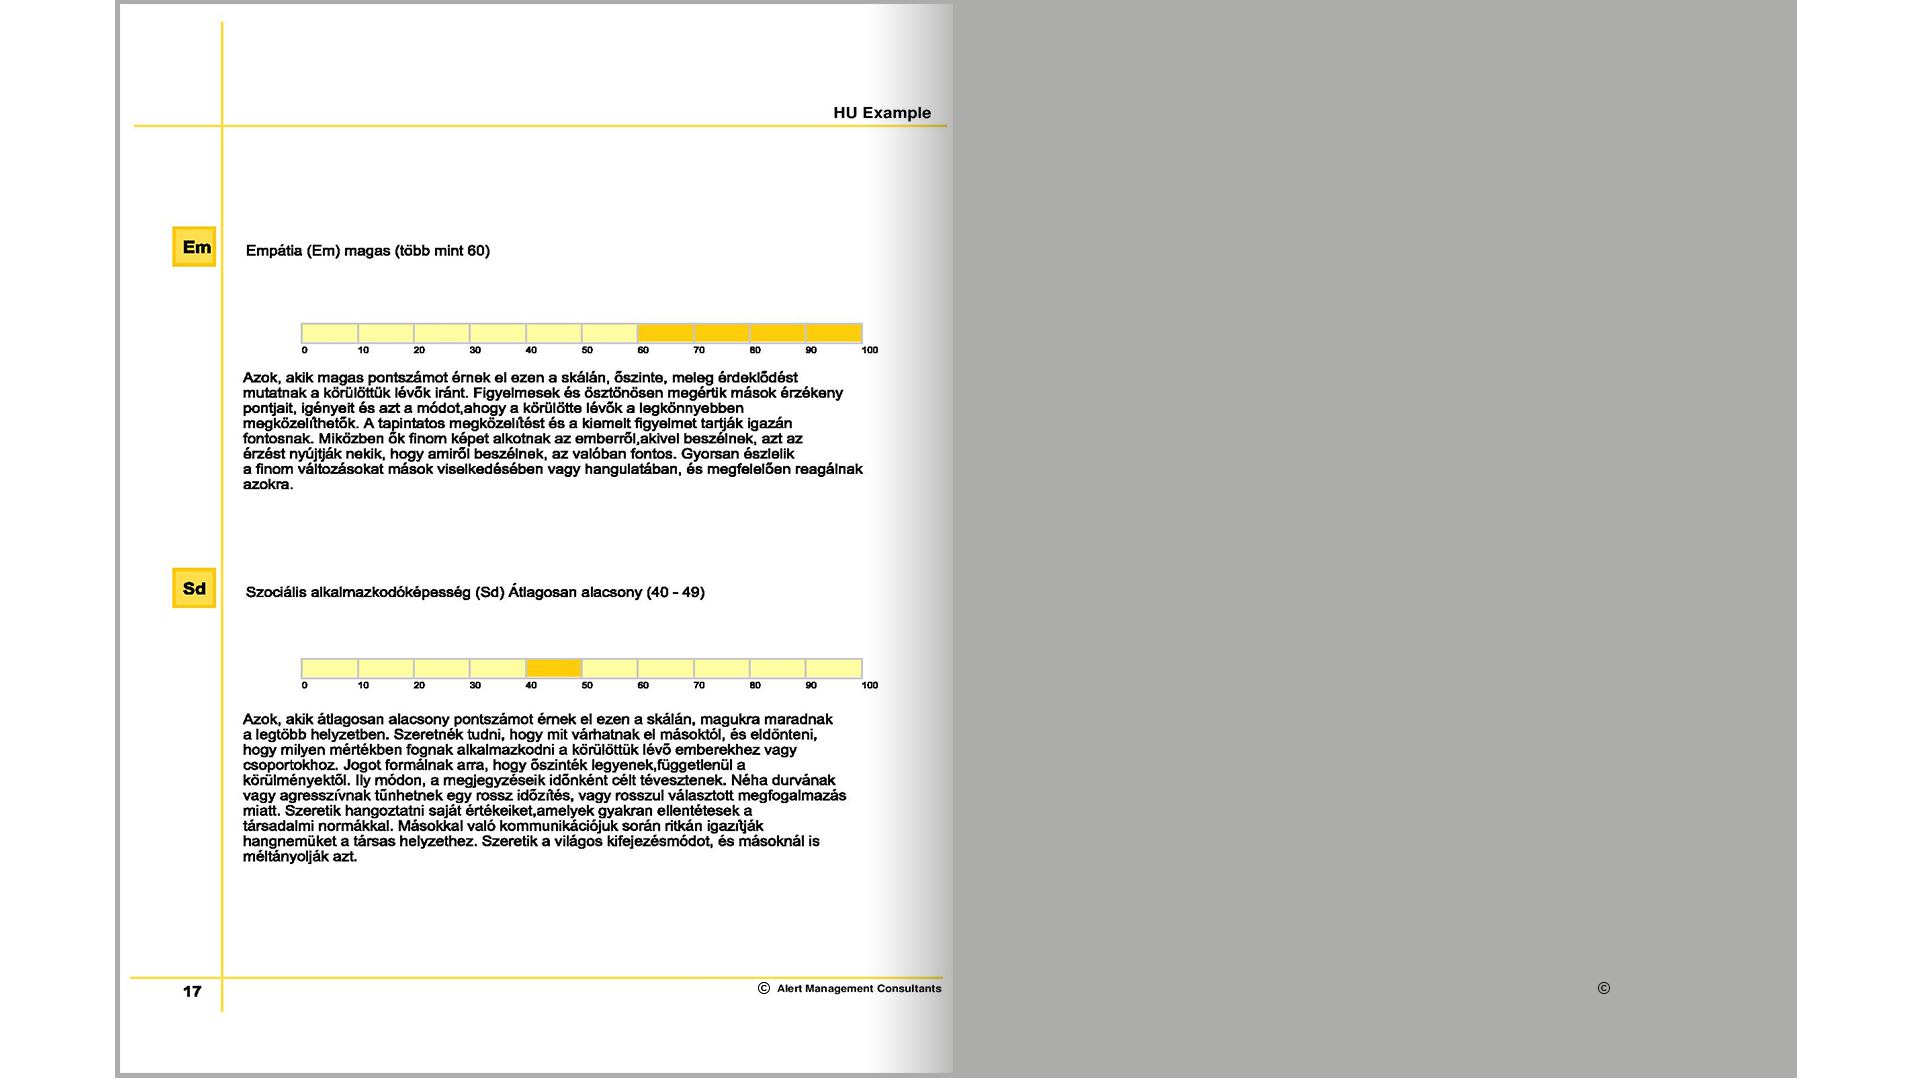 HU Example
Em
Empátia (Em) magas (több mint 60)
0 10 20 30 40 50 60 70 80 90 100
Azok, akik magas pontszámot érnek el ezen a skálán, őszinte, meleg érdeklődést
mutatnak a körülöttük lévők iránt. Figyelmesek és ösztönösen megértik mások érzékeny
pontjait, igényeit és azt a módot,ahogy a körülötte lévők a legkönnyebben
megközelíthetők. A tapintatos megközelítést és a kiemelt figyelmet tartják igazán
fontosnak. Miközben ők finom képet alkotnak az emberről,akivel beszélnek, azt az
érzést nyújtják nekik, hogy amiről beszélnek, az valóban fontos. Gyorsan észlelik
a finom változásokat mások viselkedésében vagy hangulatában, és megfelelően reagálnak
azokra.
Sd
Szociális alkalmazkodóképesség (Sd) Átlagosan alacsony (40 - 49)
0 10 20 30 40 50 60 70 80 90 100
Azok, akik átlagosan alacsony pontszámot érnek el ezen a skálán, magukra maradnak
a legtöbb helyzetben. Szeretnék tudni, hogy mit várhatnak el másoktól, és eldönteni,
hogy milyen mértékben fognak alkalmazkodni a körülöttük lévő emberekhez vagy
csoportokhoz. Jogot formálnak arra, hogy őszinték legyenek,függetlenül a
körülményektől. Ily módon, a megjegyzéseik időnként célt tévesztenek. Néha durvának
vagy agresszívnak tűnhetnek egy rossz időzítés, vagy rosszul választott megfogalmazás
miatt. Szeretik hangoztatni saját értékeiket,amelyek gyakran ellentétesek a
társadalmi normákkal. Másokkal való kommunikációjuk során ritkán igazítják
hangnemüket a társas helyzethez. Szeretik a világos kifejezésmódot, és másoknál is
méltányolják azt.
17
© Alert Management Consultants
©